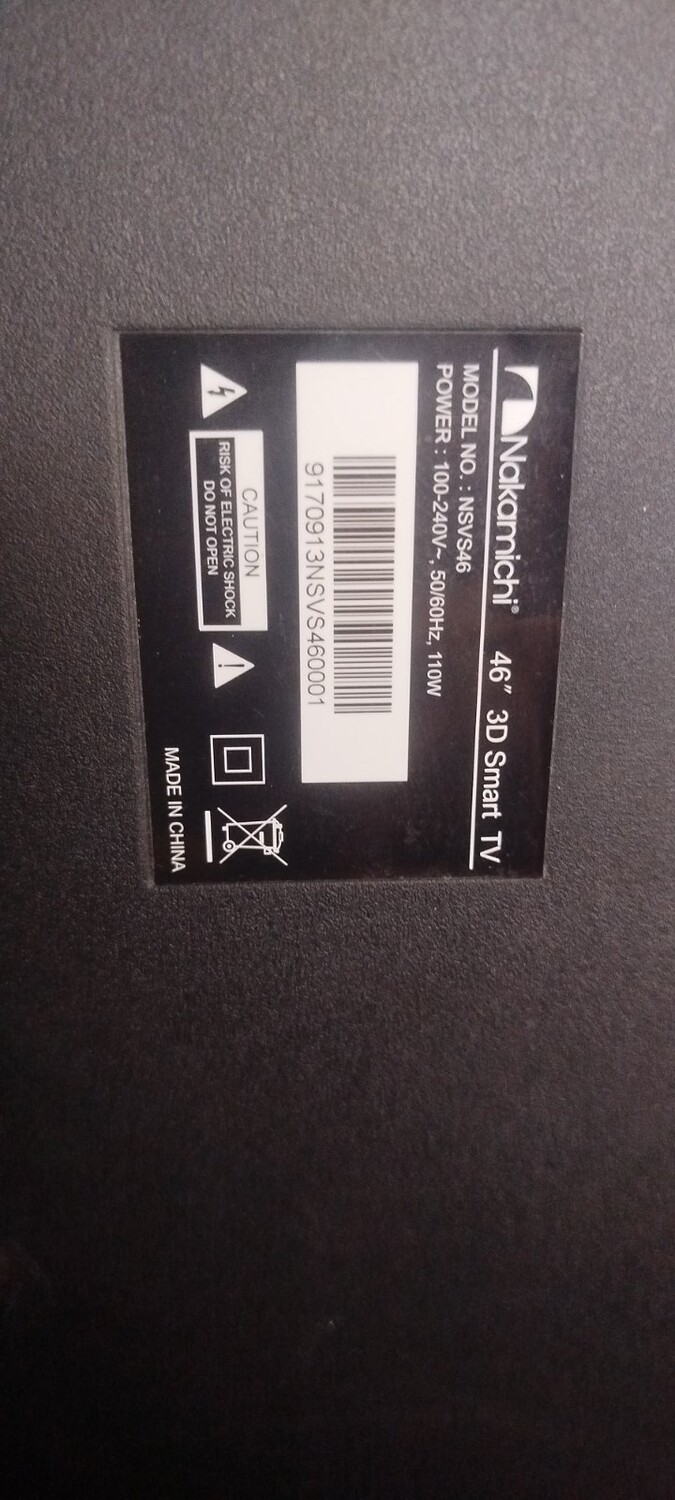 Nakamichi® 46” 3D Smart TV
MODEL NO. : NSVS46
POWER : 100-240V~, 50/60Hz, 110W
9170913NSVS460001
CAUTION
RISK OF ELECTRIC SHOCK
DO NOT OPEN
MADE IN CHINA